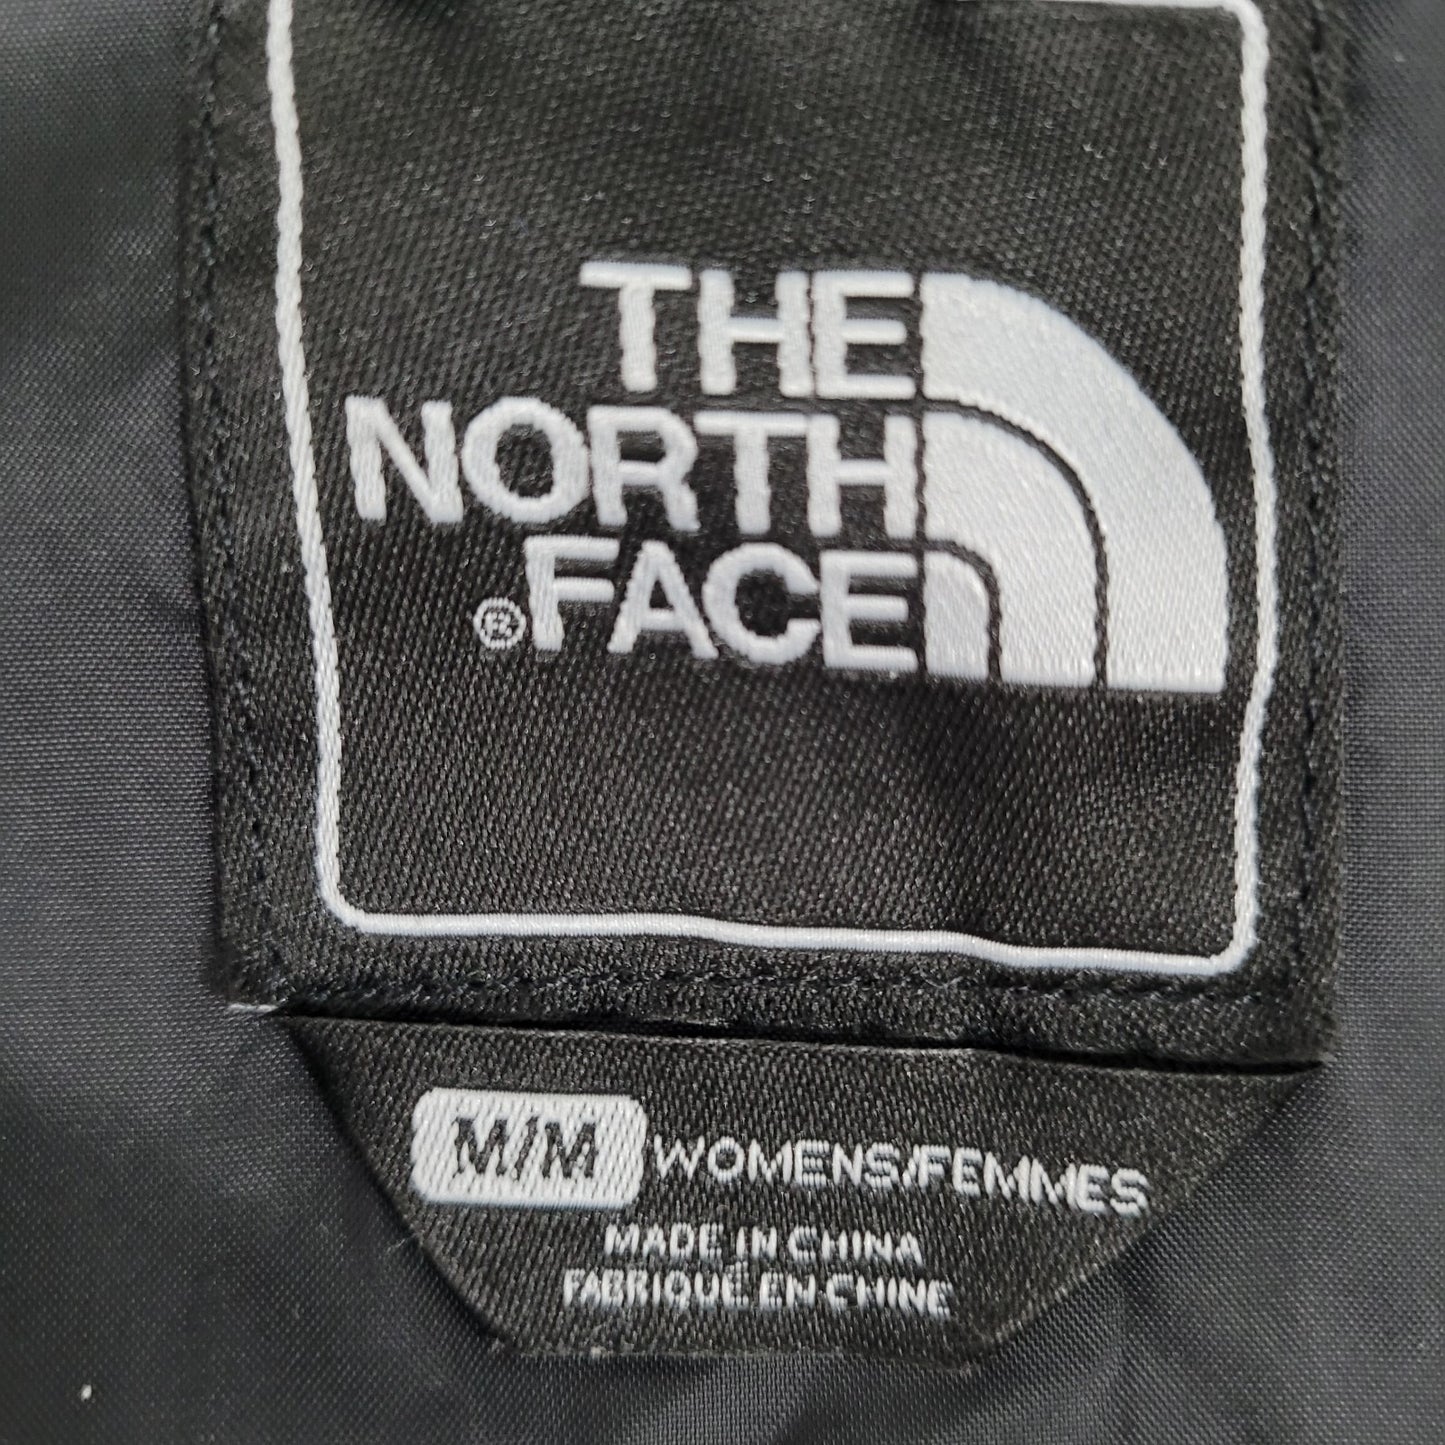 THE
NORTH
®FACE
M/M WOMENS/FEMMES
MADE IN CHINA
FABRIQUÉ EN CHINE